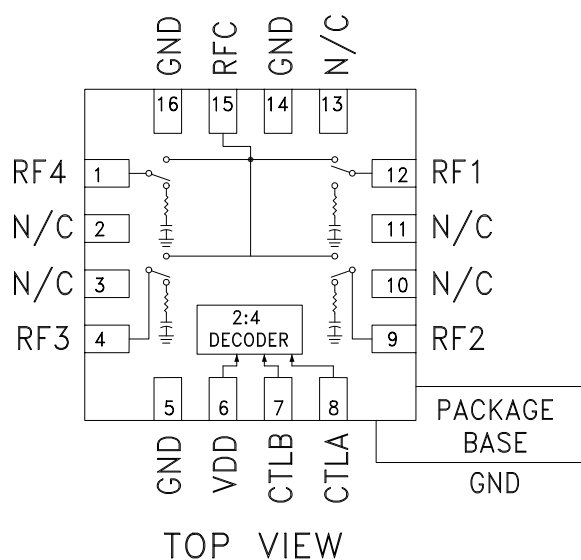 GND RFC GND N/C
16 15 14 13
RF4 1 12 RF1
N/C 2 11 N/C
N/C 3 10 N/C
RF3 4 9 RF2
2:4
DECODER
5 6 7 8
GND VDD CTLB CTLA
PACKAGE
BASE
GND
TOP VIEW